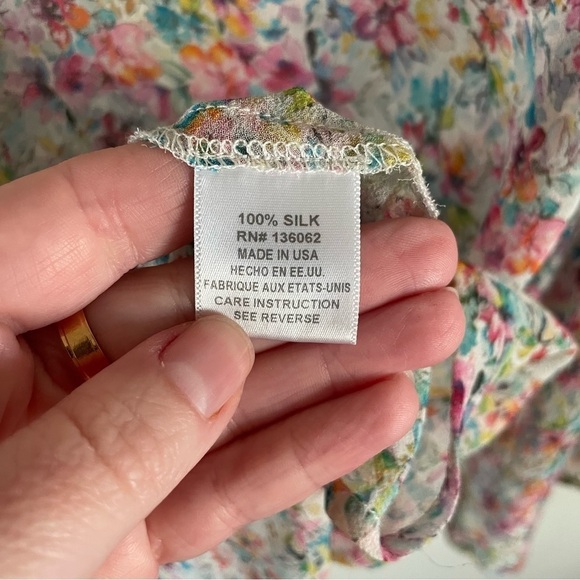 100% SILK
RN# 136062
MADE IN USA
HECHO EN EE.UU.
FABRIQUE AUX ETATS-UNIS
CARE INSTRUCTION
SEE REVERSE